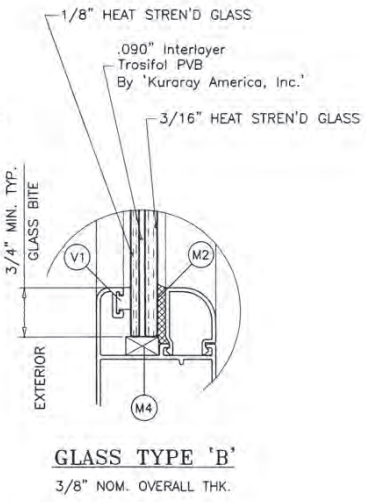 1/8" HEAT STREN'D GLASS
.090" Interlayer
Trosifol PVB
By 'Kuraray America, Inc.'
3/16" HEAT STREN'D GLASS
3/4" MIN. TYP.
GLASS BITE
V1
M2
EXTERIOR
M4
GLASS TYPE 'B'
3/8" NOM. OVERALL THK.